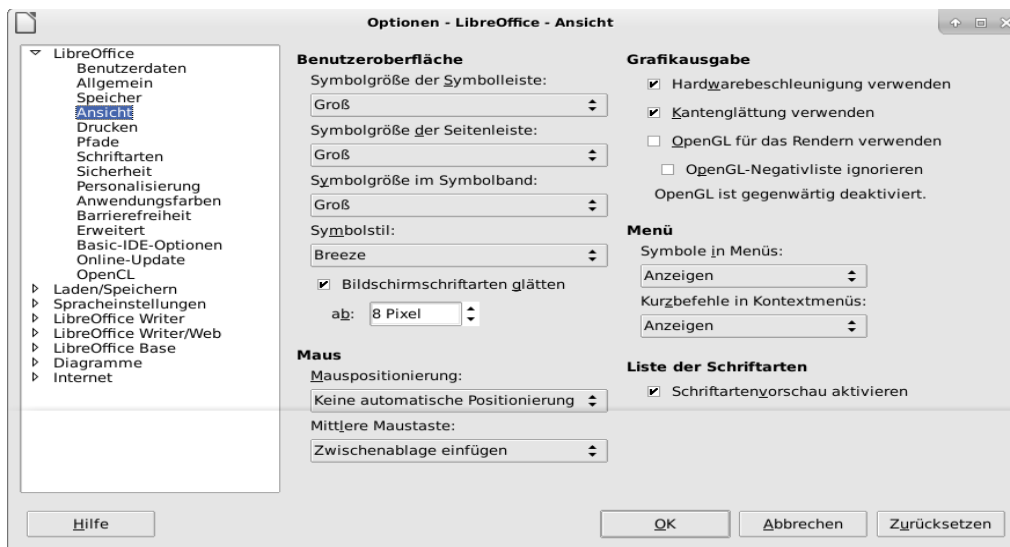 Optionen - LibreOffice - Ansicht
LibreOffice
Benutzerdaten
Allgemein
Speicher
Ansicht
Drucken
Pfade
Schriftarten
Sicherheit
Personalisierung
Anwendungsfarben
Barrierefreiheit
Erweitert
Basic-IDE-Optionen
Online-Update
OpenCL
Laden/Speichern
Spracheinstellungen
LibreOffice Writer
LibreOffice Writer/Web
LibreOffice Base
Diagramme
Internet
Benutzeroberfläche
Symbolgröße der Symbolleiste:
Groß
Symbolgröße der Seitenleiste:
Groß
Symbolgröße im Symbolband:
Groß
Symbolstil:
Breeze
Bildschirmschriftarten glätten
ab: 8 Pixel
Maus
Mauspositionierung:
Keine automatische Positionierung
Mittlere Maustaste:
Zwischenablage einfügen
Grafikausgabe
Hardwarebeschleunigung verwenden
Kantenglättung verwenden
OpenGL für das Rendern verwenden
OpenGL-Negativliste ignorieren
OpenGL ist gegenwärtig deaktiviert.
Menü
Symbole in Menüs:
Anzeigen
Kurzbefehle in Kontextmenüs:
Anzeigen
Liste der Schriftarten
Schriftartenvorschau aktivieren
Hilfe
OK
Abbrechen
Zurücksetzen